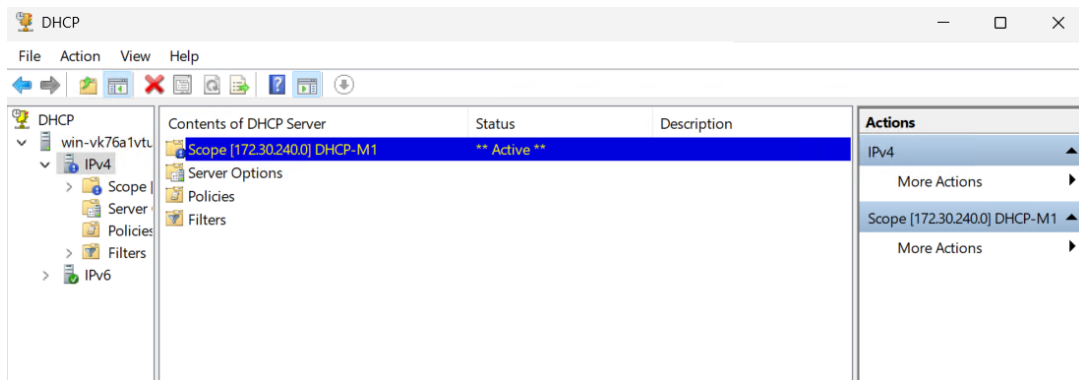 DHCP
File Action View Help
DHCP
win-vk76a1vtu
IPv4
Scope [
Server
Policies
Filters
IPv6
Contents of DHCP Server Status Description
Scope [172.30.240.0] DHCP-M1 ** Active **
Server Options
Policies
Filters
Actions
IPv4
More Actions
Scope [172.30.240.0] DHCP-M1
More Actions